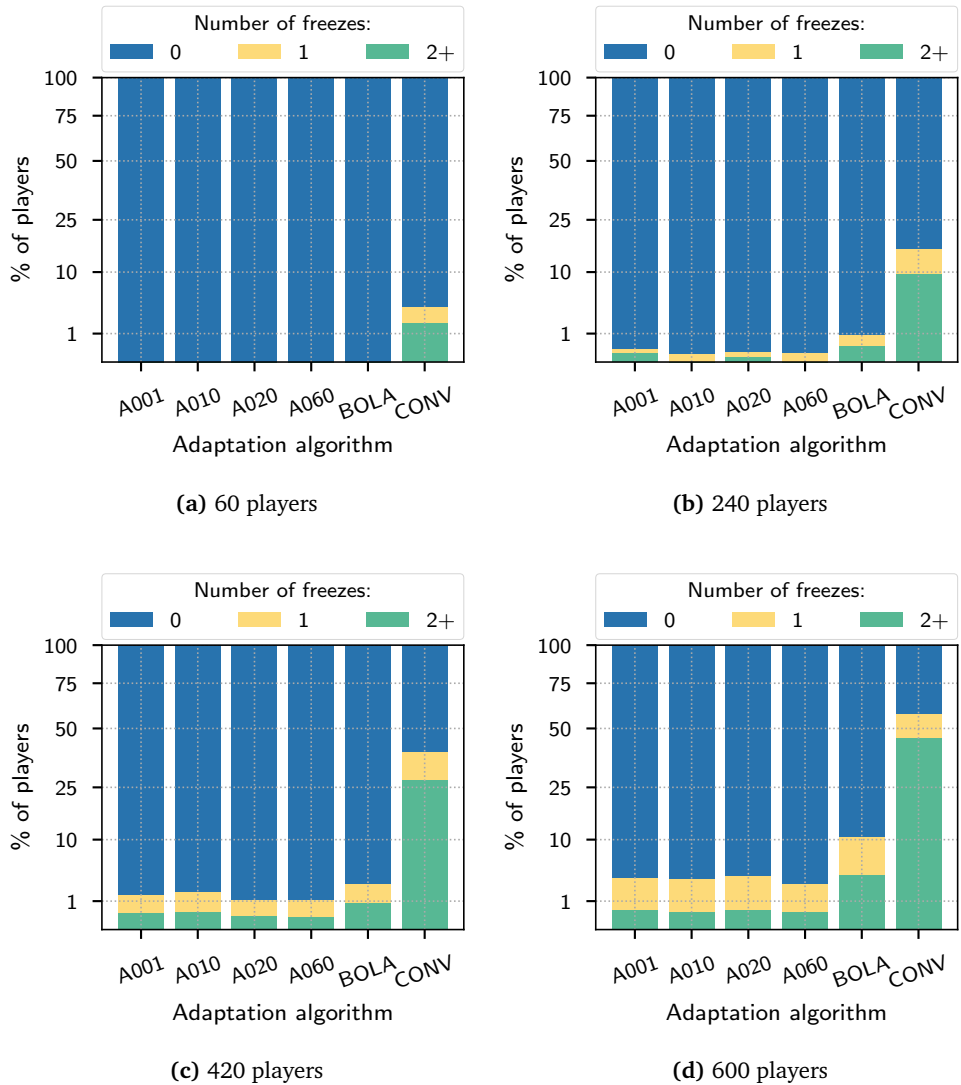 Number of freezes:
0 1 2+
100
75
50
25
10
1
% of players
A001 A010 A020 A060 BOLA CONV
Adaptation algorithm
(a) 60 players
Number of freezes:
0 1 2+
100
75
50
25
10
1
% of players
A001 A010 A020 A060 BOLA CONV
Adaptation algorithm
(b) 240 players
Number of freezes:
0 1 2+
100
75
50
25
10
1
% of players
A001 A010 A020 A060 BOLA CONV
Adaptation algorithm
(c) 420 players
Number of freezes:
0 1 2+
100
75
50
25
10
1
% of players
A001 A010 A020 A060 BOLA CONV
Adaptation algorithm
(d) 600 players